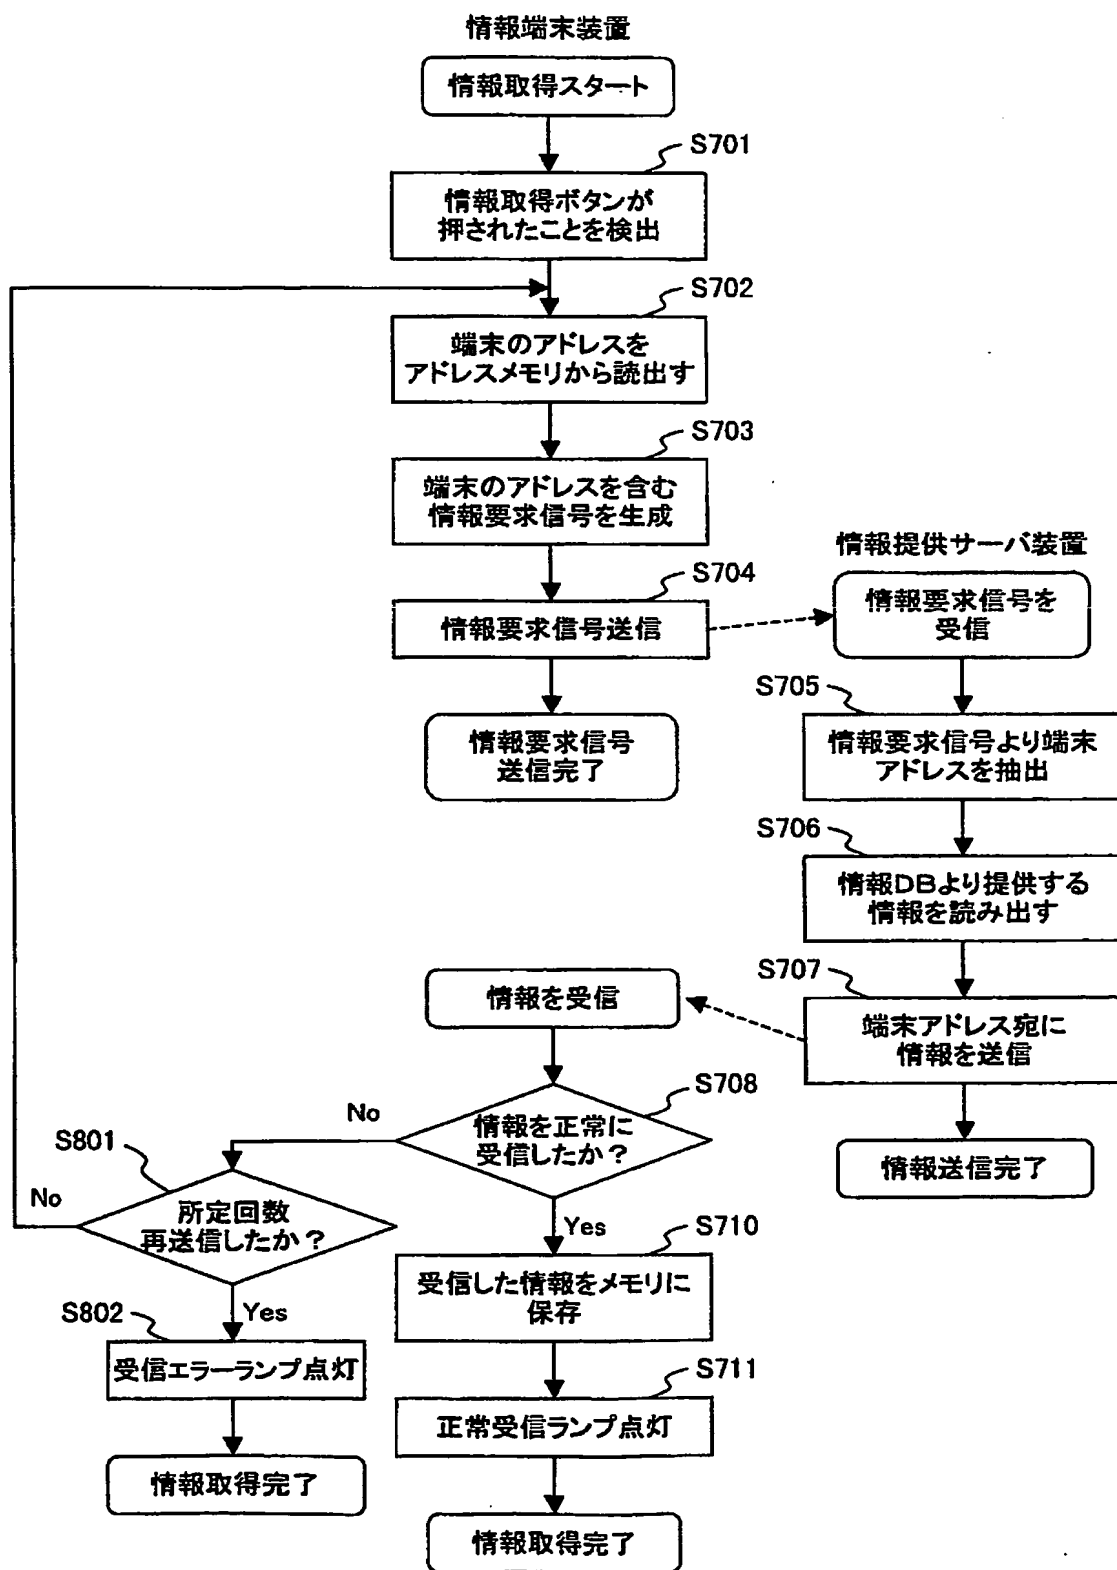 情報端末装置
情報取得スタート
S701
情報取得ボタンが
押されたことを検出
S702
端末のアドレスを
アドレスメモリから読出す
S703
端末のアドレスを含む
情報要求信号を生成
S704
情報要求信号送信
情報要求信号
送信完了
情報提供サーバ装置
情報要求信号を
受信
S705
情報要求信号より端末
アドレスを抽出
S706
情報DBより提供する
情報を読み出す
S707
端末アドレス宛に
情報を送信
情報送信完了
情報を受信
S708
情報を正常に
受信したか？
No
S801
所定回数
再送信したか？
No
Yes
S802
受信エラーランプ点灯
情報取得完了
Yes
S710
受信した情報をメモリに
保存
S711
正常受信ランプ点灯
情報取得完了